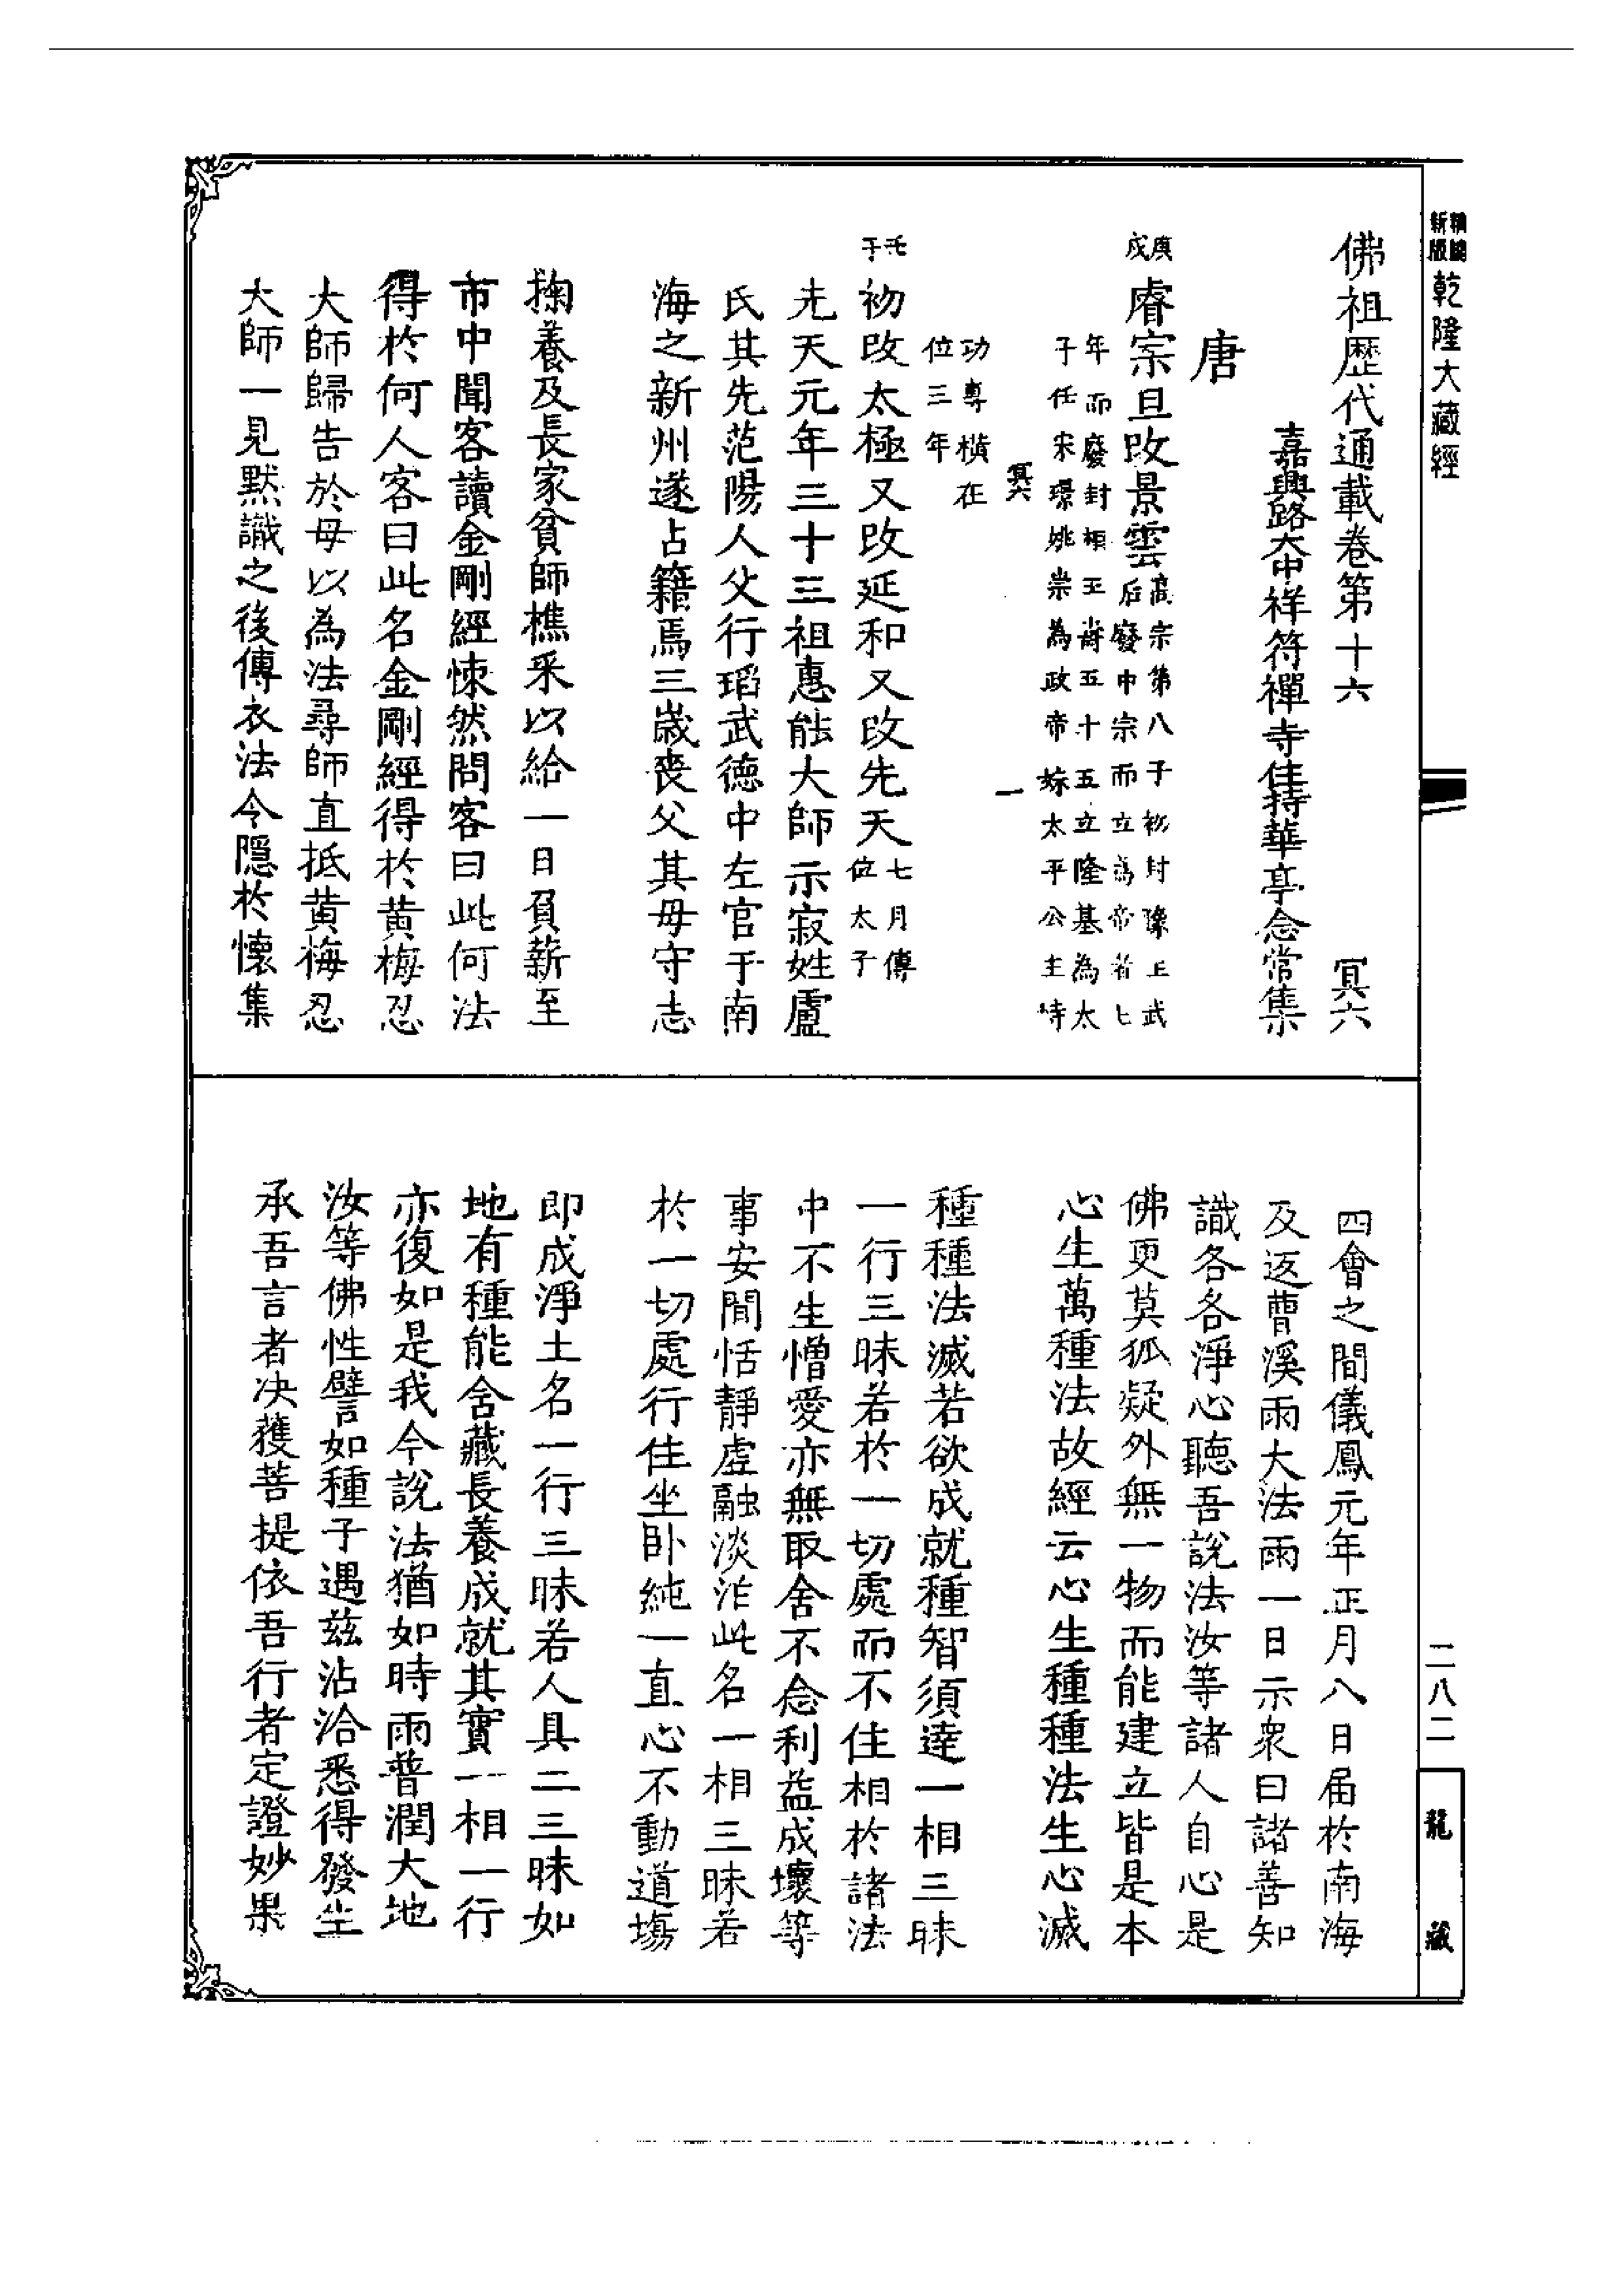 精編
新版
乾隆大藏經
佛祖歷代通載卷第十六 冥六
嘉興路大中祥符禪寺住持華亭念常集
唐
庚戌
睿宗旦改景雲
高宗第八子初封豫王武
后廢中宗而立為帝者七
年而廢封相王歲五十五立隆基為太
子任宋璟姚崇為政帝妹太平公主恃
冥六 一
功專橫在
位三年
壬子
初改太極又改延和又改先天
七月傳
位太子
先天元年三十三祖惠能大師示寂姓盧
氏其先范陽人父行瑫武德中左官于南
海之新州遂占籍焉三歲喪父其母守志
掬養及長家貧師樵采以給一日負薪至
市中聞客讀金剛經悚然問客曰此何法
得於何人客曰此名金剛經得於黃梅忍
大師歸告於母以為法尋師直抵黃梅忍
大師一見默識之後傳衣法令隱於懷集
四會之間儀鳳元年正月八日届於南海
及返曹溪雨大法雨一日示衆曰諸善知
識各各淨心聽吾說法汝等諸人自心是
佛更莫狐疑外無一物而能建立皆是本
心生萬種法故經云心生種種法生心滅
種種法滅若欲成就種智須達一相三昧
一行三昧若於一切處而不住相於諸法
中不生憎愛亦無取舍不念利益成壞等
事安閒恬靜虛融淡泊此名一相三昧若
於一切處行住坐卧純一直心不動道場
即成淨土名一行三昧若人具二三昧如
地有種能含藏長養成就其實一相一行
亦復如是我今說法猶如時雨普潤大地
汝等佛性譬如種子遇茲沾洽悉得發生
承吾言者决獲菩提依吾行者定證妙果
二八二
龍藏